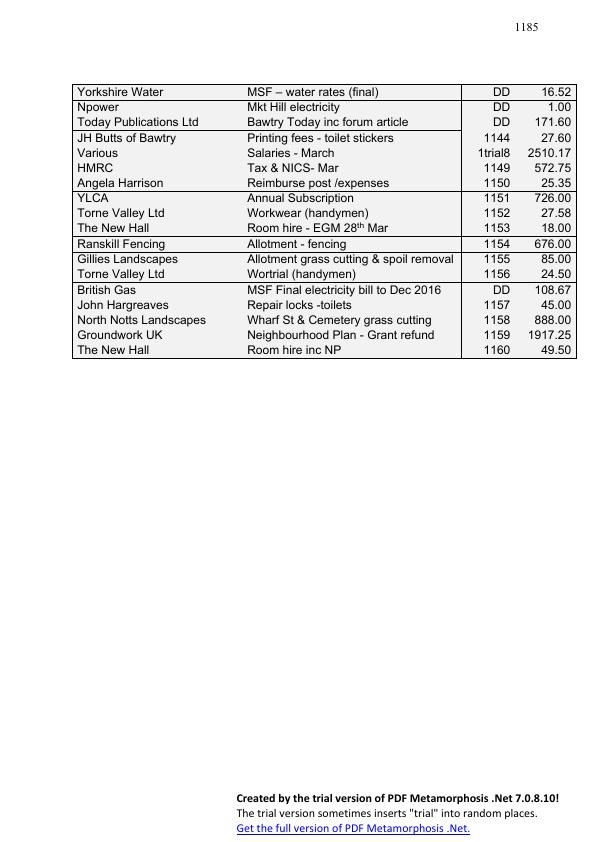 1185
Yorkshire Water MSF – water rates (final) DD 16.52
Npower Mkt Hill electricity DD 1.00
Today Publications Ltd Bawtry Today inc forum article DD 171.60
JH Butts of Bawtry Printing fees - toilet stickers 1144 27.60
Various Salaries - March 1trial8 2510.17
HMRC Tax & NICS- Mar 1149 572.75
Angela Harrison Reimburse post /expenses 1150 25.35
YLCA Annual Subscription 1151 726.00
Torne Valley Ltd Workwear (handymen) 1152 27.58
The New Hall Room hire - EGM 28th Mar 1153 18.00
Ranskill Fencing Allotment - fencing 1154 676.00
Gillies Landscapes Allotment grass cutting & spoil removal 1155 85.00
Torne Valley Ltd Wortrial (handymen) 1156 24.50
British Gas MSF Final electricity bill to Dec 2016 DD 108.67
John Hargreaves Repair locks -toilets 1157 45.00
North Notts Landscapes Wharf St & Cemetery grass cutting 1158 888.00
Groundwork UK Neighbourhood Plan - Grant refund 1159 1917.25
The New Hall Room hire inc NP 1160 49.50
Created by the trial version of PDF Metamorphosis .Net 7.0.8.10!
The trial version sometimes inserts "trial" into random places.
Get the full version of PDF Metamorphosis .Net.